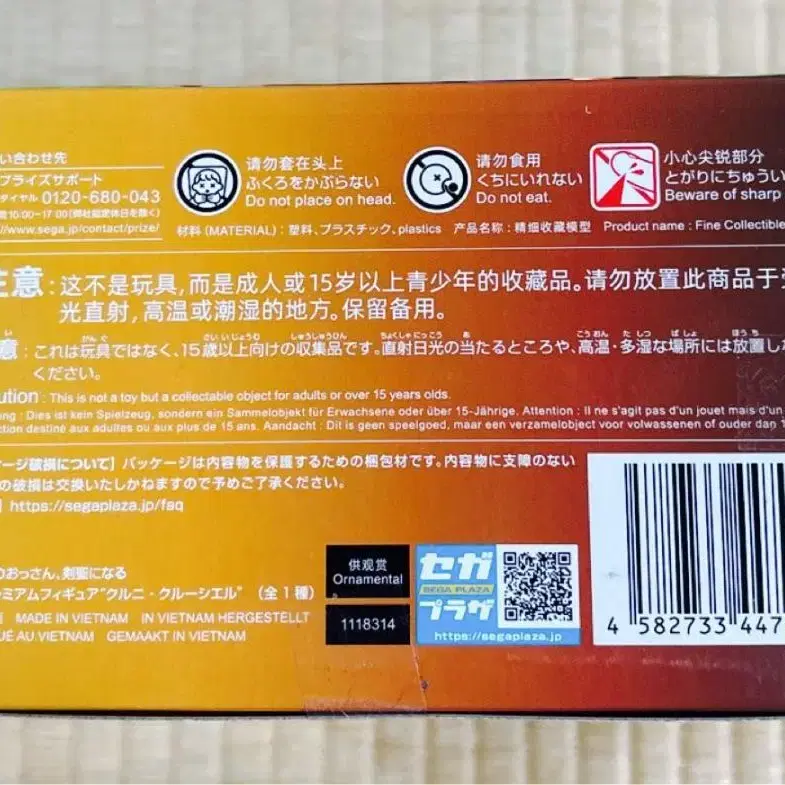 い合わせ先
プライズサポート
ダイヤル 0120-680-043
www.sega.jp/contact/prize/
请勿套在头上
ふくろをかぶらない
Do not place on head.
请勿食用
くちにいれない
Do not eat.
小心尖锐部分
とがりにちゅうい
Beware of sharp
材料（MATERIAL）：塑料、プラスチック、plastics 产品名称：精细收藏模型 Product name : Fine Collectible
注意：这不是玩具，而是成人或15岁以上青少年的收藏品。请勿放置此商品于受
光直射，高温或潮湿的地方。保留备用。
意：これは玩具ではなく、15歳以上向けの収集品です。直射日光の当たるところや、高温・多湿な場所には放置しな
ください。
ution : This is not a toy but a collectable object for adults or over 15 years olds.
ng : Dies ist kein Spielzeug, sondern ein Sammelobjekt für Erwachsene oder über 15-Jährige. Attention : Il ne s'agit pas d'un jouet mais d'un
ction destiné aux adultes ou aux plus de 15 ans. Aandacht : Dit is geen speelgoed, maar een verzamelobject voor volwassenen of ouder dan 1
ージ破損について】パッケージは内容物を保護するための梱包材です。内容物に支障のない
の破損は交換いたしかねますので予めご了承ください。
https://segaplaza.jp/faq
のおっさん、剣聖になる
ミアムフィギュア“クルニ・クルーシエル” （全1種）
MADE IN VIETNAM IN VIETNAM HERGESTELLT
UÉ AU VIETNAM GEMAAKT IN VIETNAM
供观赏
Ornamental
1118314
セガ
SEGA PLAZA
プラザ
https://segaplaza.jp
4 582733 447